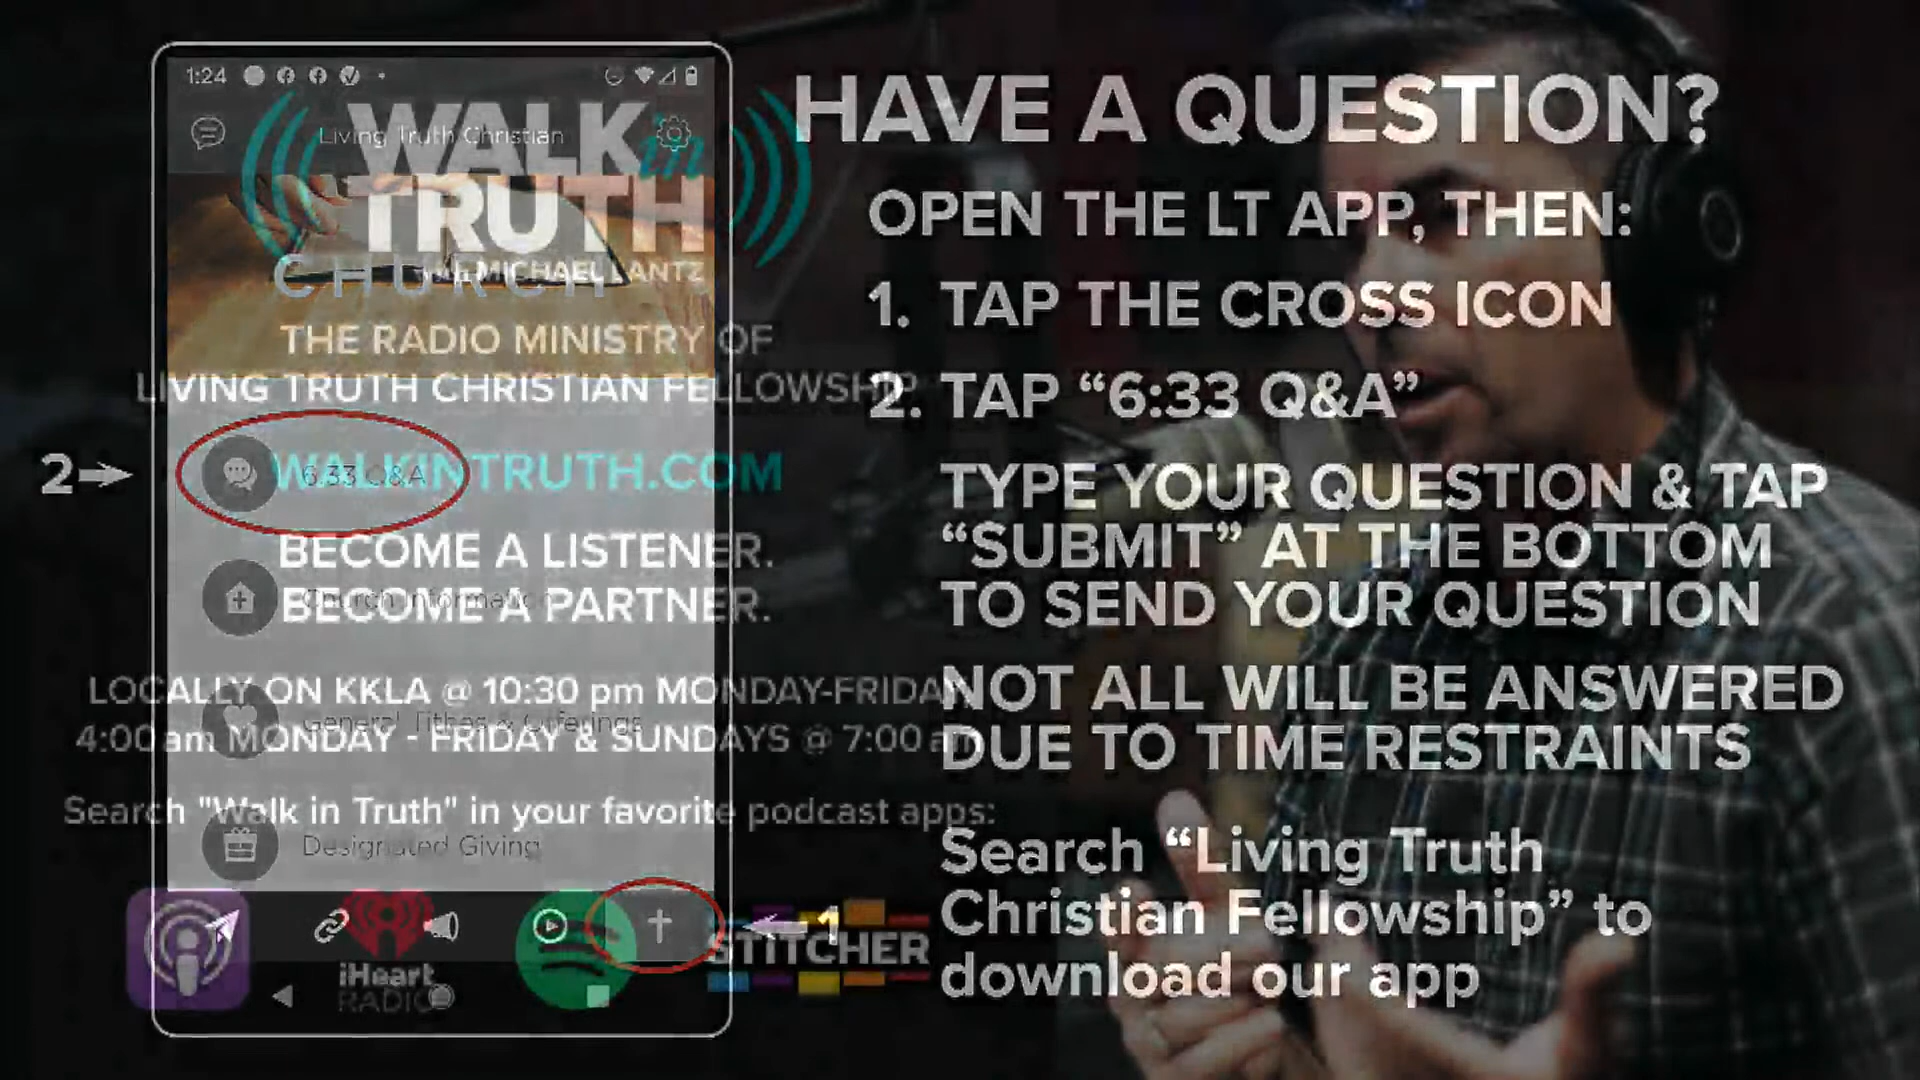 HAVE A QUESTION?
OPEN THE LT APP, THEN:
1. TAP THE CROSS ICON
2. TAP “6:33 Q&A”
TYPE YOUR QUESTION & TAP
“SUBMIT” AT THE BOTTOM
TO SEND YOUR QUESTION
NOT ALL WILL BE ANSWERED
DUE TO TIME RESTRAINTS
Search “Living Truth
Christian Fellowship” to
download our app
1:24
Living Truth Christian
CHURCH
2
6:33 Q&A
Church Information
General Tithes & Offerings
Designated Giving
1
WALK in
TRUTH
MICHAEL LANTZ
THE RADIO MINISTRY OF
LIVING TRUTH CHRISTIAN FELLOWSHIP
WALKINTRUTH.COM
BECOME A LISTENER.
BECOME A PARTNER.
LOCALLY ON KKLA @ 10:30 pm MONDAY-FRIDAY
4:00 am MONDAY - FRIDAY & SUNDAYS @ 7:00 am
Search "Walk in Truth" in your favorite podcast apps:
iHeart
RADIO
STITCHER